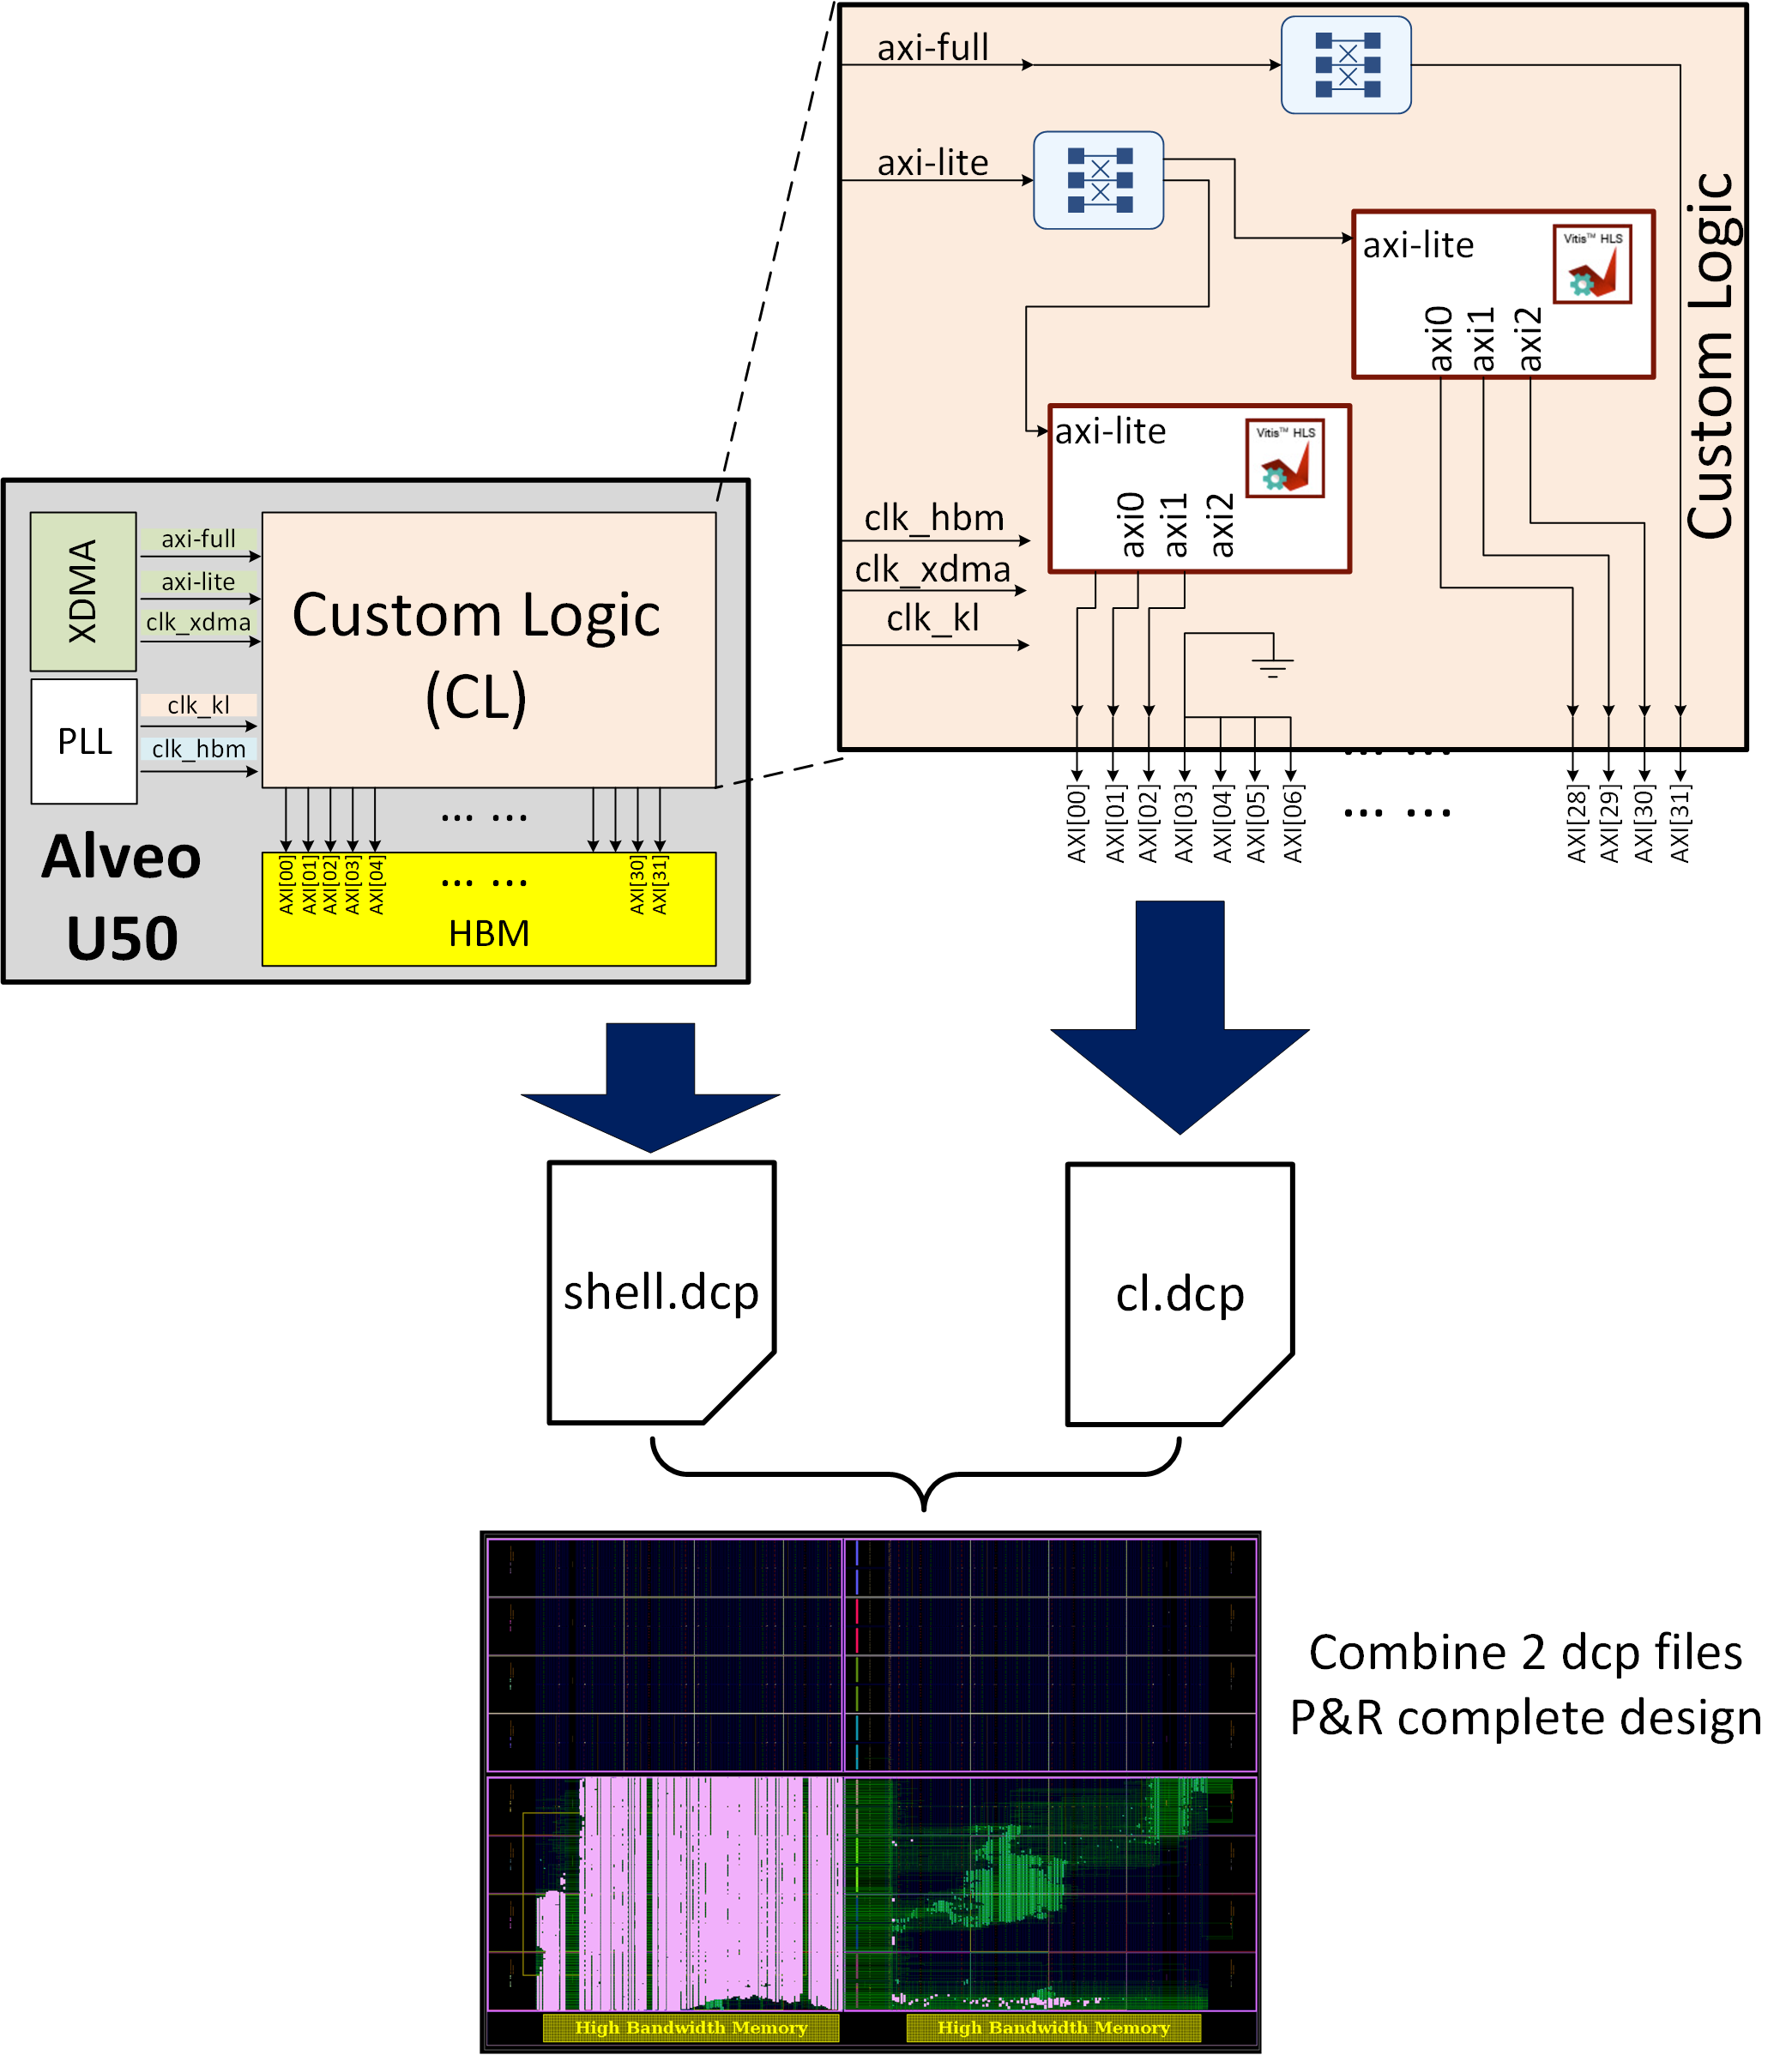 axi-full
axi-lite
axi-lite
Vitis™ HLS
axi0
axi1
axi2
Custom Logic
axi-lite
Vitis™ HLS
axi0
axi1
axi2
clk_hbm
clk_xdma
clk_kl
... ...
AXI[00]
AXI[01]
AXI[02]
AXI[03]
AXI[04]
AXI[05]
AXI[06]
... ...
AXI[28]
AXI[29]
AXI[30]
AXI[31]
XDMA
axi-full
axi-lite
clk_xdma
PLL
clk_kl
clk_hbm
Custom Logic
(CL)
... ...
AXI[00]
AXI[01]
AXI[02]
AXI[03]
AXI[04]
... ...
AXI[30]
AXI[31]
HBM
Alveo
U50
shell.dcp
cl.dcp
Combine 2 dcp files
P&R complete design
High Bandwidth Memory
High Bandwidth Memory